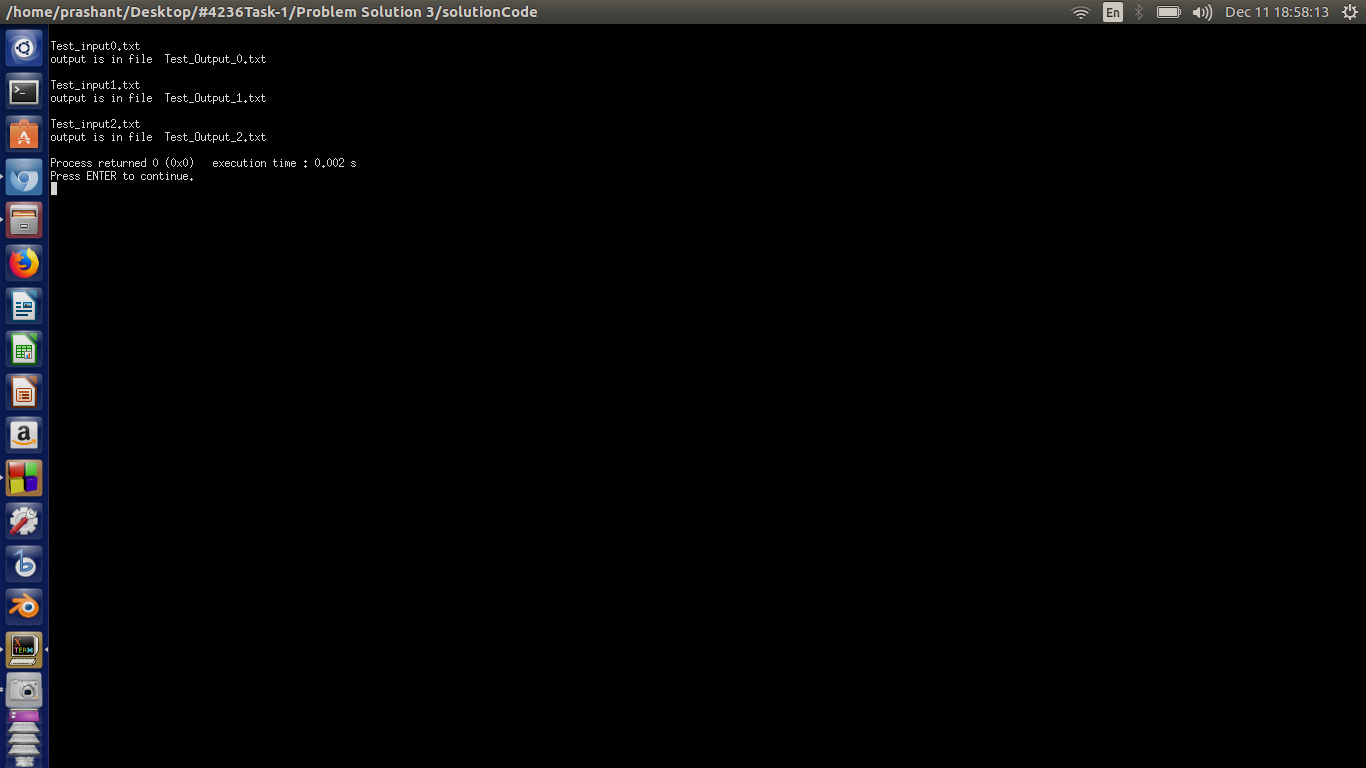 /home/prashant/Desktop/#4236Task-1/Problem Solution 3/solutionCode
En
Dec 11 18:58:13
Test_input0.txt
output is in file  Test_Output_0.txt
Test_input1.txt
output is in file  Test_Output_1.txt
Test_input2.txt
output is in file  Test_Output_2.txt
Process returned 0 (0x0)   execution time : 0.002 s
Press ENTER to continue.
a
X
TERM